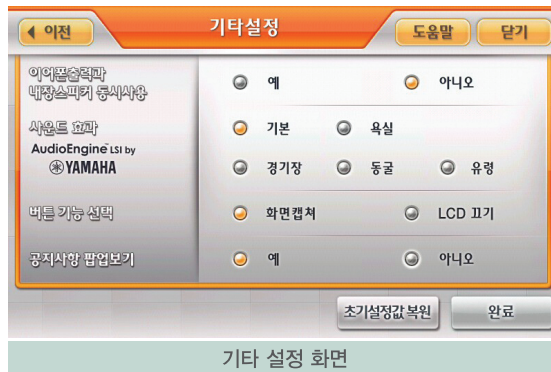 이전 기타설정 도움말 닫기
이어폰출력과
내장스피커 동시사용 예 아니오
사운드 효과 기본 욕실
AudioEngine™ LSI by
YAMAHA 경기장 동굴 유령
버튼 기능 선택 화면캡쳐 LCD 끄기
공지사항 팝업보기 예 아니오
초기설정값 복원 완료
기타 설정 화면